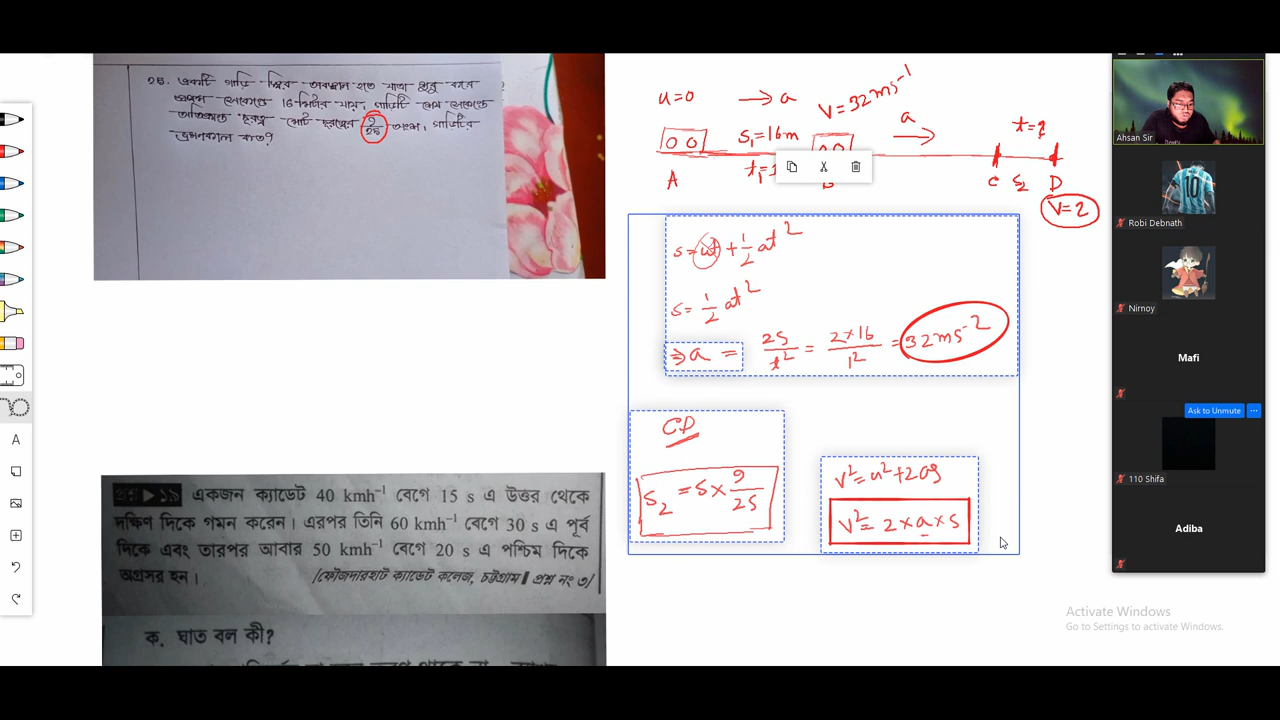 25. একটি গাড়ি স্থির অবস্থান হতে যাত্রা শুরু করে
প্রথম সেকেন্ডে 16 মিটার যায়। গাড়িটি শেষ সেকেন্ডে
অতিক্রান্ত দূরত্ব মোট দূরত্বের 9/25 অংশ। গাড়িটির
ভ্রমণকাল কত?
u=0 → a
V=32ms⁻¹
S₁=16m
a
t=?
A
C S₂ D
V=2
s=ut+½at²
s=½at²
⇒a = 2S/t² = 2×16/1² = 32ms⁻²
CD
S₂ = S × 9/25
V²=u²+2as
V²= 2×a×s
প্রশ্ন ▶ ১৯ একজন ক্যাডেট 40 kmh⁻¹ বেগে 15 s এ উত্তর থেকে
দক্ষিণ দিকে গমন করেন। এরপর তিনি 60 kmh⁻¹ বেগে 30 s এ পূর্ব
দিকে এবং তারপর আবার 50 kmh⁻¹ বেগে 20 s এ পশ্চিম দিকে
অগ্রসর হন।
/ফৌজদারহাট ক্যাডেট কলেজ, চট্টগ্রাম ▌ প্রশ্ন নং ৩/
ক. ঘাত বল কী?
Ahsan Sir
10
Robi Debnath
Nirnoy
Mafi
Ask to Unmute
110 Shifa
Adiba
Activate Windows
Go to Settings to activate Windows.
A